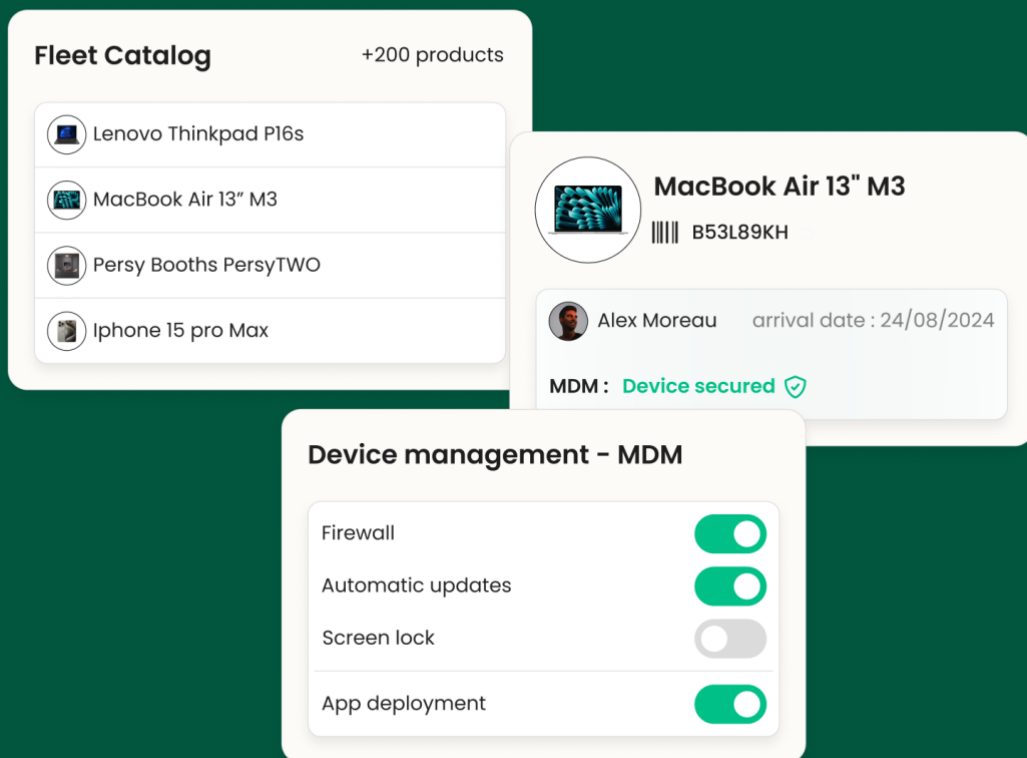 Fleet Catalog
+200 products
Lenovo Thinkpad P16s
MacBook Air 13” M3
Persy Booths PersyTWO
Iphone 15 pro Max
MacBook Air 13" M3
B53L89KH
Alex Moreau
arrival date : 24/08/2024
MDM : Device secured
Device management - MDM
Firewall
Automatic updates
Screen lock
App deployment